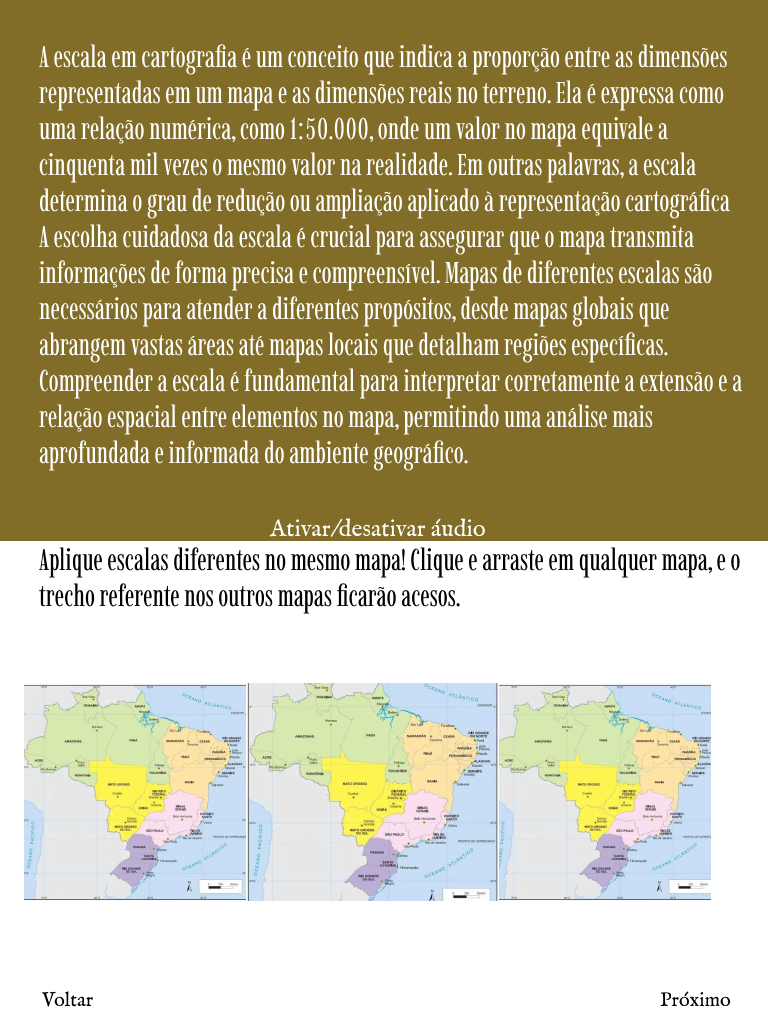 A escala em cartografia é um conceito que indica a proporção entre as dimensões
representadas em um mapa e as dimensões reais no terreno. Ela é expressa como
uma relação numérica, como 1:50.000, onde um valor no mapa equivale a
cinquenta mil vezes o mesmo valor na realidade. Em outras palavras, a escala
determina o grau de redução ou ampliação aplicado à representação cartográfica
A escolha cuidadosa da escala é crucial para assegurar que o mapa transmita
informações de forma precisa e compreensível. Mapas de diferentes escalas são
necessários para atender a diferentes propósitos, desde mapas globais que
abrangem vastas áreas até mapas locais que detalham regiões específicas.
Compreender a escala é fundamental para interpretar corretamente a extensão e a
relação espacial entre elementos no mapa, permitindo uma análise mais
aprofundada e informada do ambiente geográfico.
Ativar/desativar áudio
Aplique escalas diferentes no mesmo mapa! Clique e arraste em qualquer mapa, e o
trecho referente nos outros mapas ficarão acesos.
OCEANO ATLÂNTICO
RORAIMA
AMAPÁ
AMAZONAS
PARÁ
MARANHÃO
CEARÁ
RIO GRANDE
DO NORTE
PARAÍBA
PERNAMBUCO
ALAGOAS
SERGIPE
PIAUÍ
ACRE
RONDÔNIA
TOCANTINS
BAHIA
MATO GROSSO
DISTRITO
FEDERAL
GOIÁS
MINAS
GERAIS
ESPÍRITO
SANTO
MATO GROSSO
DO SUL
SÃO PAULO
RIO DE
JANEIRO
PARANÁ
SANTA
CATARINA
RIO GRANDE
DO SUL
OCEANO PACÍFICO
OCEANO ATLÂNTICO
OCEANO ATLÂNTICO
RORAIMA
AMAPÁ
AMAZONAS
PARÁ
MARANHÃO
CEARÁ
PARAÍBA
PERNAMBUCO
ALAGOAS
SERGIPE
PIAUÍ
ACRE
RONDÔNIA
TOCANTINS
BAHIA
MATO GROSSO
DISTRITO
FEDERAL
GOIÁS
MINAS
GERAIS
ESPÍRITO
SANTO
MATO GROSSO
DO SUL
SÃO PAULO
RIO DE
JANEIRO
PARANÁ
SANTA
CATARINA
RIO GRANDE
DO SUL
OCEANO PACÍFICO
OCEANO ATLÂNTICO
OCEANO ATLÂNTICO
RORAIMA
AMAPÁ
AMAZONAS
PARÁ
MARANHÃO
CEARÁ
RIO GRANDE
DO NORTE
PARAÍBA
PERNAMBUCO
ALAGOAS
SERGIPE
PIAUÍ
ACRE
RONDÔNIA
TOCANTINS
BAHIA
MATO GROSSO
DISTRITO
FEDERAL
GOIÁS
MINAS
GERAIS
ESPÍRITO
SANTO
MATO GROSSO
DO SUL
SÃO PAULO
RIO DE
JANEIRO
PARANÁ
SANTA
CATARINA
RIO GRANDE
DO SUL
OCEANO PACÍFICO
OCEANO ATLÂNTICO
Voltar
Próximo